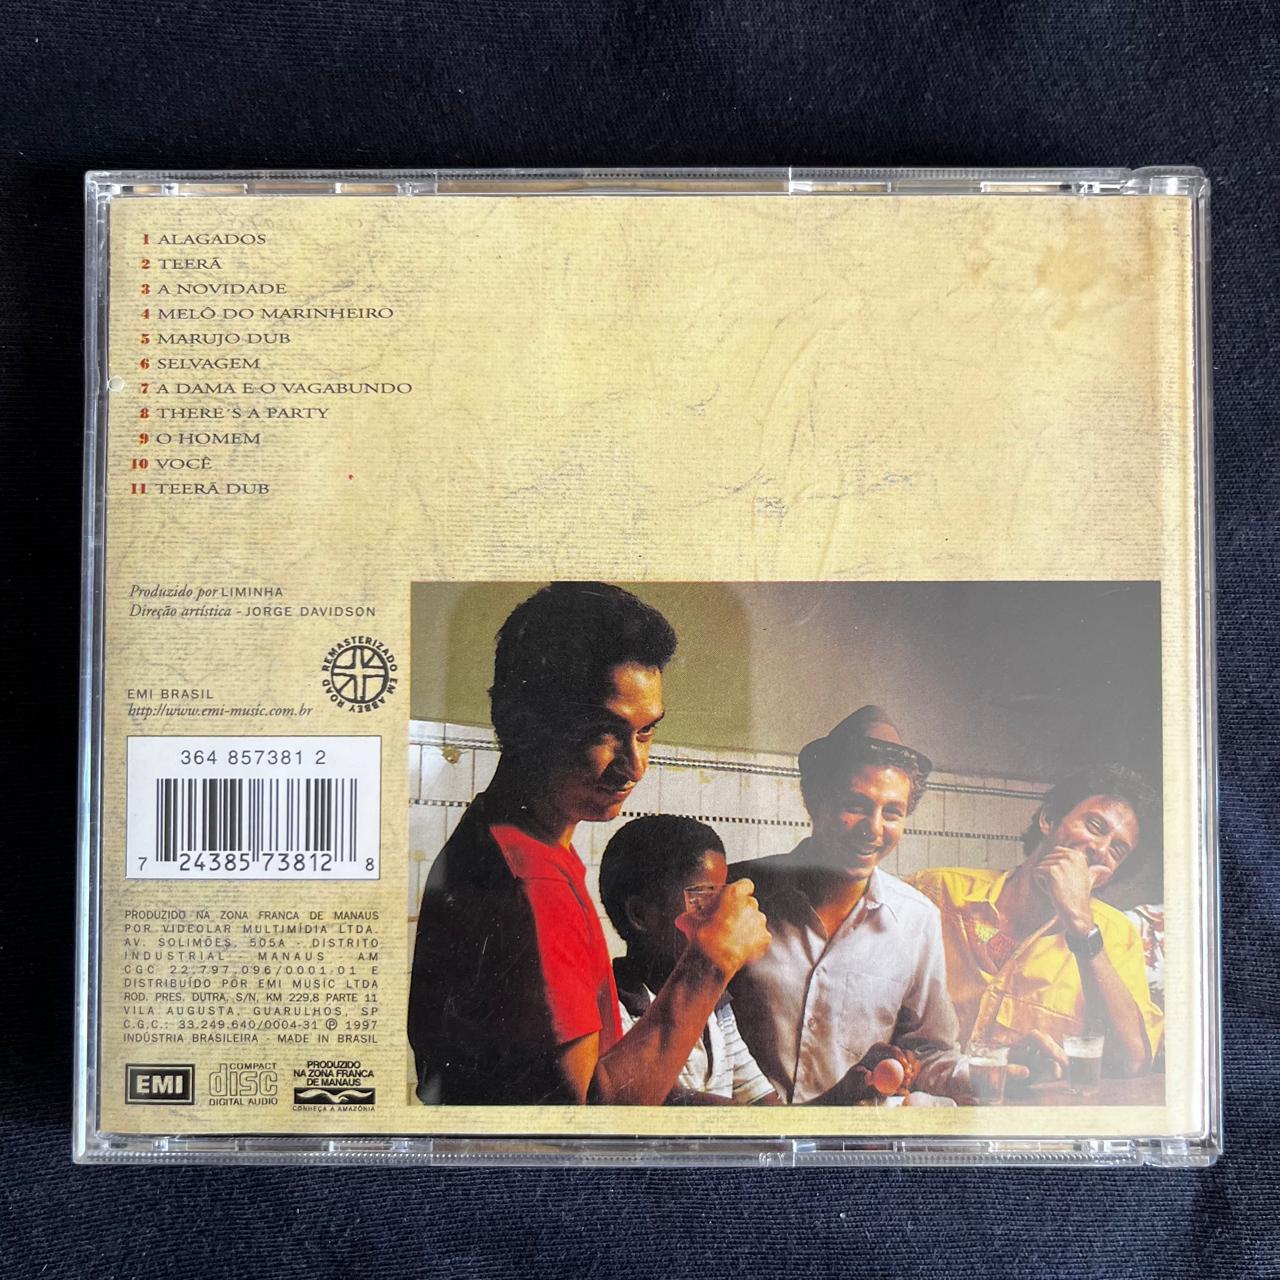 1 ALAGADOS
2 TEERÃ
3 A NOVIDADE
4 MELÔ DO MARINHEIRO
5 MARUJO DUB
6 SELVAGEM
7 A DAMA E O VAGABUNDO
8 THERE´S A PARTY
9 O HOMEM
10 VOCÊ
11 TEERÃ DUB
Produzido por LIMINHA
Direção artística - JORGE DAVIDSON
REMASTERIZADO EM ABBEY ROAD
EMI BRASIL
http://www.emi-music.com.br
364 857381 2
7 24385 73812 8
PRODUZIDO NA ZONA FRANCA DE MANAUS
POR VIDEOLAR MULTIMÍDIA LTDA.
AV. SOLIMÕES, 505A - DISTRITO
INDUSTRIAL - MANAUS - AM
CGC 22.797.096/0001.01 E
DISTRIBUÍDO POR EMI MUSIC LTDA
ROD. PRES. DUTRA, S/N, KM 229,8 PARTE 11
VILA AUGUSTA, GUARULHOS, SP
C.G.C.: 33.249.640/0004-31 ℗ 1997
INDÚSTRIA BRASILEIRA - MADE IN BRASIL
EMI
COMPACT
disc
DIGITAL AUDIO
PRODUZIDO
NA ZONA FRANCA
DE MANAUS
CONHEÇA A AMAZÔNIA